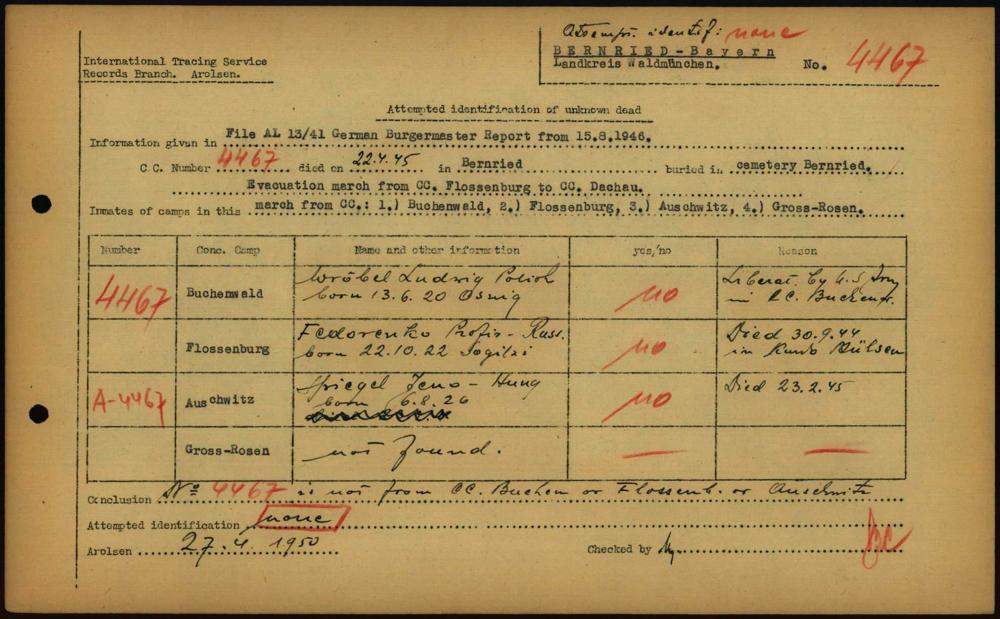 Attempt. identif: none
BERNRIED-Bayern
Landkreis Waldmünchen.
No. 4467
International Tracing Service
Records Branch. Arolsen.
Attempted identification of unknown dead
Information given in File AL 13/41 German Burgermaster Report from 15.8.1946.
C.C. Number 4467 died on 22.4.45 in Bernried buried in cemetery Bernried.
Evacuation march from CC. Flossenburg to CC. Dachau.
Inmates of camps in this march from CC.: 1.) Buchenwald, 2.) Flossenburg, 3.) Auschwitz, 4.) Gross-Rosen.
Number Conc. Camp Name and other information yes/no Reason
4467 Buchenwald Wróbel Ludwig Polish born 13.6.20 no Liberat. by U.S. Army in CC.
Flossenburg Fedorenko - Russ. born 22.10.22 no Died 30.9.44 in
A-4467 Auschwitz Spiegel Jeno - Hung born 6.8.26 no Died 23.2.45
Gross-Rosen not found. — —
Conclusion No 4467 is not from CC. Buchen or Flossenb. or Auschwitz
Attempted identification none
Arolsen 27.4.1950 Checked by